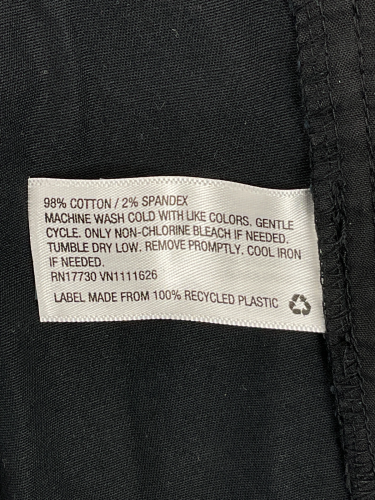 98% COTTON / 2% SPANDEX
MACHINE WASH COLD WITH LIKE COLORS. GENTLE
CYCLE. ONLY NON-CHLORINE BLEACH IF NEEDED.
TUMBLE DRY LOW. REMOVE PROMPTLY. COOL IRON
IF NEEDED.
RN17730 VN1111626
LABEL MADE FROM 100% RECYCLED PLASTIC